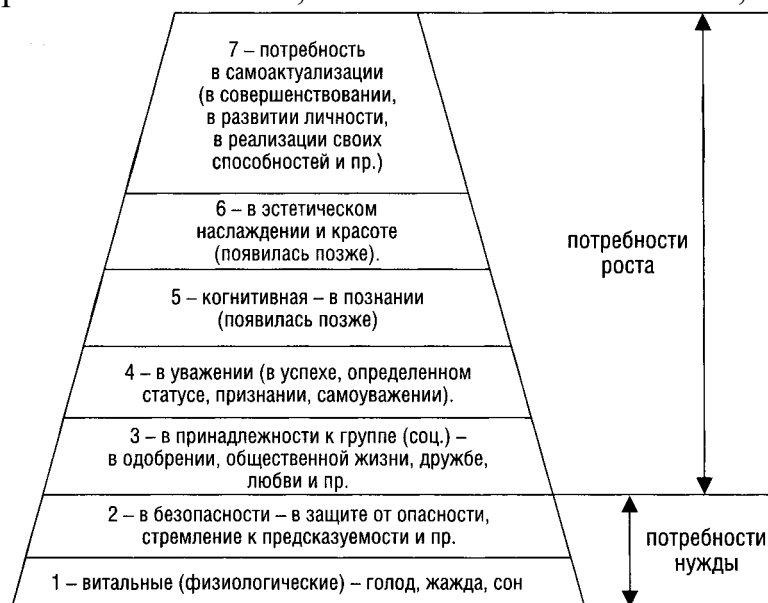 7 – потребность
в самоактуализации
(в совершенствовании,
в развитии личности,
в реализации своих
способностей и пр.)
6 – в эстетическом
наслаждении и красоте
(появилась позже).
5 – когнитивная – в познании
(появилась позже)
4 – в уважении (в успехе, определенном
статусе, признании, самоуважении).
3 – в принадлежности к группе (соц.) –
в одобрении, общественной жизни, дружбе,
любви и пр.
2 – в безопасности – в защите от опасности,
стремление к предсказуемости и пр.
1 – витальные (физиологические) – голод, жажда, сон
потребности
роста
потребности
нужды